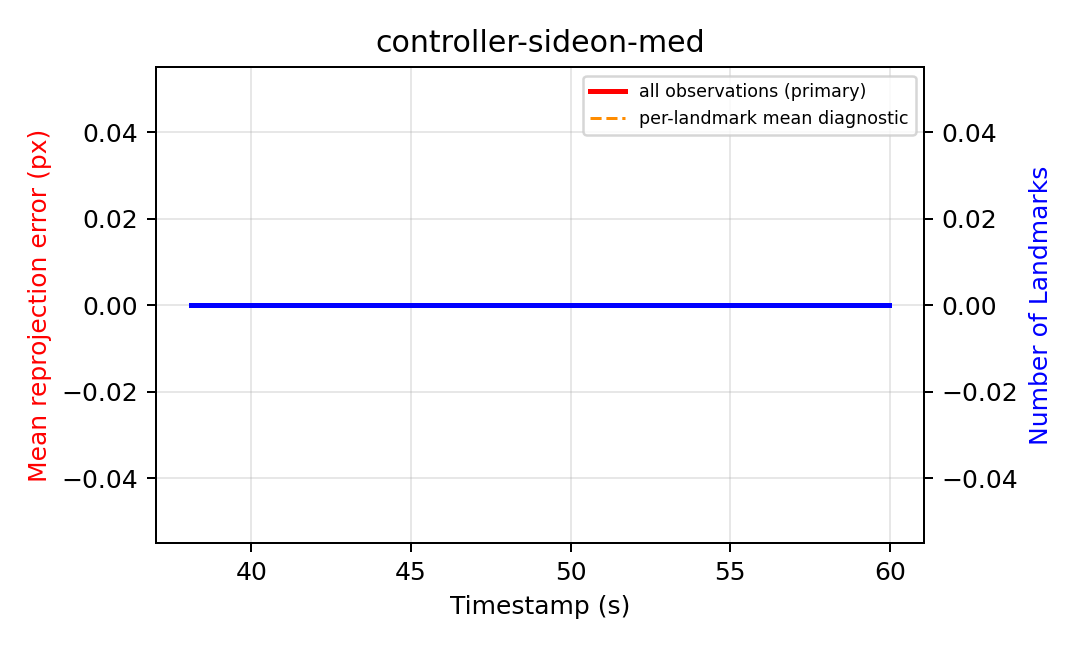 controller-sideon-med
all observations (primary)
per-landmark mean diagnostic
Mean reprojection error (px)
0.04
0.02
0.00
−0.02
−0.04
0.04
0.02
0.00
−0.02
−0.04
Number of Landmarks
40 45 50 55 60
Timestamp (s)